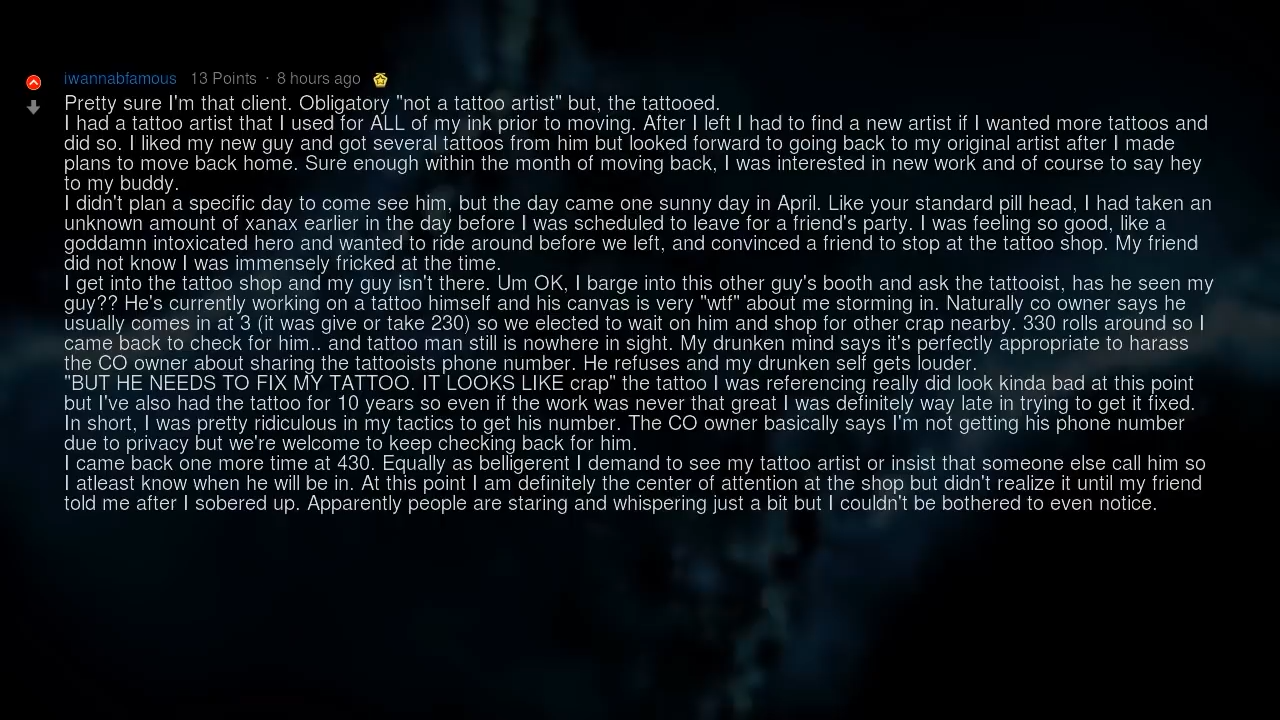 iwannabfamous 13 Points · 8 hours ago
Pretty sure I'm that client. Obligatory "not a tattoo artist" but, the tattooed.
I had a tattoo artist that I used for ALL of my ink prior to moving. After I left I had to find a new artist if I wanted more tattoos and
did so. I liked my new guy and got several tattoos from him but looked forward to going back to my original artist after I made
plans to move back home. Sure enough within the month of moving back, I was interested in new work and of course to say hey
to my buddy.
I didn't plan a specific day to come see him, but the day came one sunny day in April. Like your standard pill head, I had taken an
unknown amount of xanax earlier in the day before I was scheduled to leave for a friend's party. I was feeling so good, like a
goddamn intoxicated hero and wanted to ride around before we left, and convinced a friend to stop at the tattoo shop. My friend
did not know I was immensely fricked at the time.
I get into the tattoo shop and my guy isn't there. Um OK, I barge into this other guy's booth and ask the tattooist, has he seen my
guy?? He's currently working on a tattoo himself and his canvas is very "wtf" about me storming in. Naturally co owner says he
usually comes in at 3 (it was give or take 230) so we elected to wait on him and shop for other crap nearby. 330 rolls around so I
came back to check for him.. and tattoo man still is nowhere in sight. My drunken mind says it's perfectly appropriate to harass
the CO owner about sharing the tattooists phone number. He refuses and my drunken self gets louder.
"BUT HE NEEDS TO FIX MY TATTOO. IT LOOKS LIKE crap" the tattoo I was referencing really did look kinda bad at this point
but I've also had the tattoo for 10 years so even if the work was never that great I was definitely way late in trying to get it fixed.
In short, I was pretty ridiculous in my tactics to get his number. The CO owner basically says I'm not getting his phone number
due to privacy but we're welcome to keep checking back for him.
I came back one more time at 430. Equally as belligerent I demand to see my tattoo artist or insist that someone else call him so
I atleast know when he will be in. At this point I am definitely the center of attention at the shop but didn't realize it until my friend
told me after I sobered up. Apparently people are staring and whispering just a bit but I couldn't be bothered to even notice.